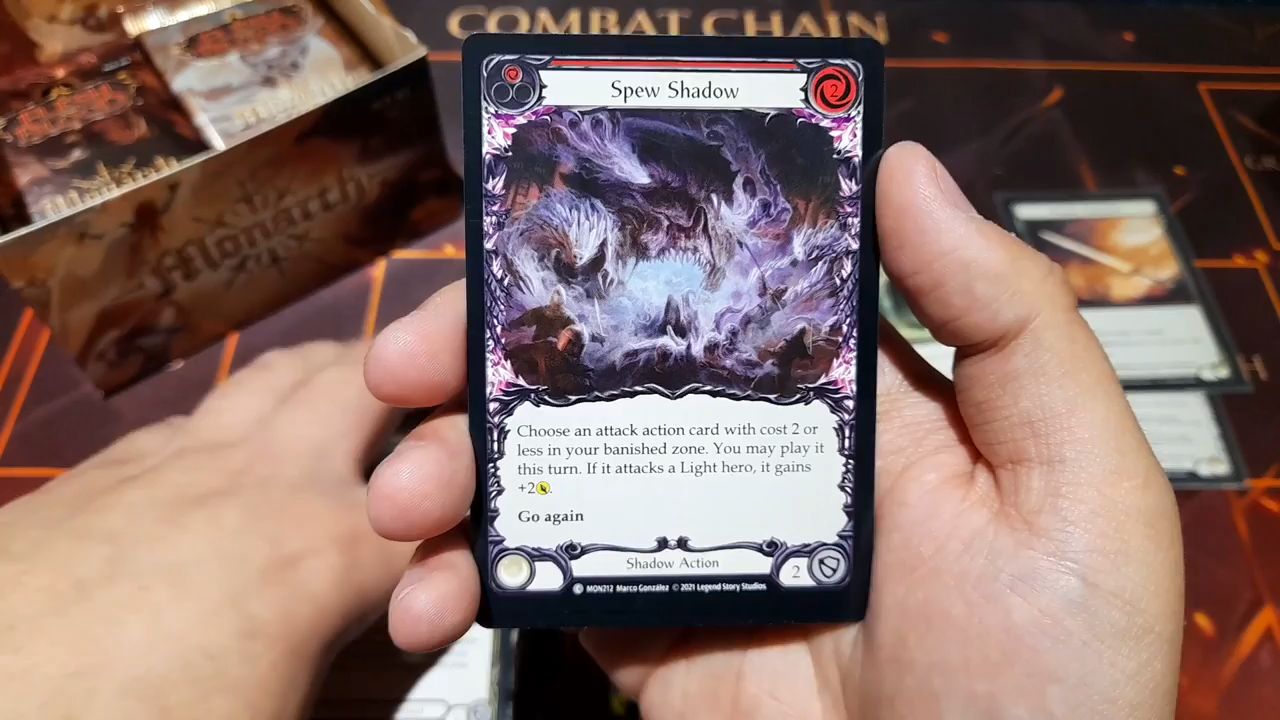 COMBAT CHAIN
Monarch
Spew Shadow
2
Choose an attack action card with cost 2 or
less in your banished zone. You may play it
this turn. If it attacks a Light hero, it gains
+2.
Go again
Shadow Action
2
C MON212 Marco González © 2021 Legend Story Studios